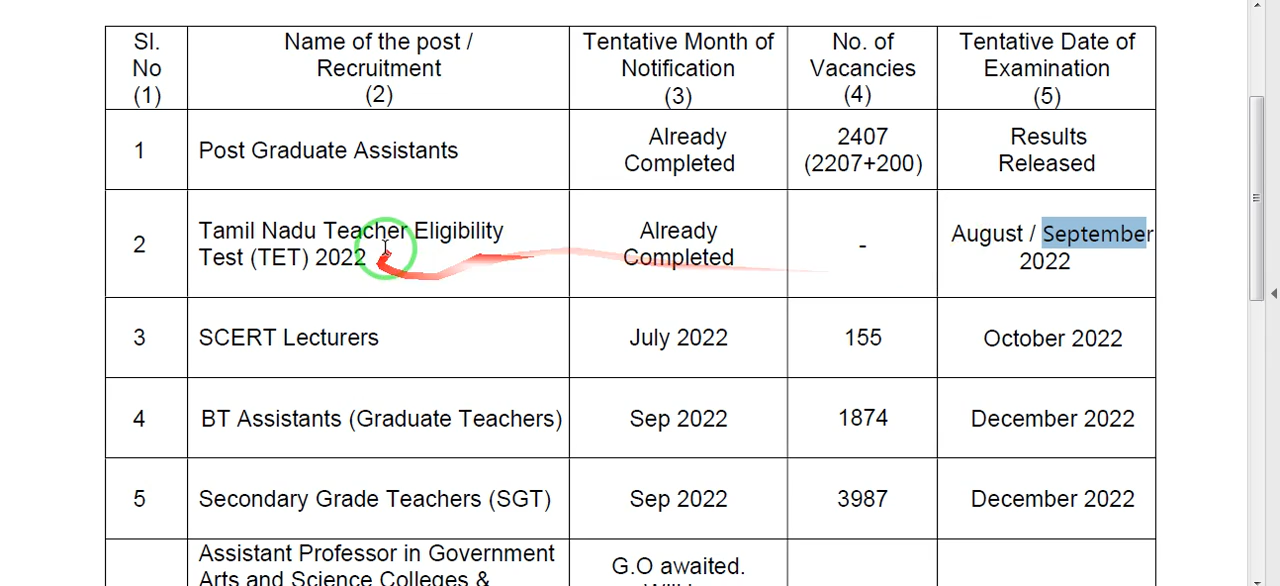 Sl.
No
(1)
Name of the post /
Recruitment
(2)
Tentative Month of
Notification
(3)
No. of
Vacancies
(4)
Tentative Date of
Examination
(5)
1
Post Graduate Assistants
Already
Completed
2407
(2207+200)
Results
Released
2
Tamil Nadu Teacher Eligibility
Test (TET) 2022
Already
Completed
-
August / September
2022
3
SCERT Lecturers
July 2022
155
October 2022
4
BT Assistants (Graduate Teachers)
Sep 2022
1874
December 2022
5
Secondary Grade Teachers (SGT)
Sep 2022
3987
December 2022
Assistant Professor in Government
Arts and Science Colleges &
G.O awaited.